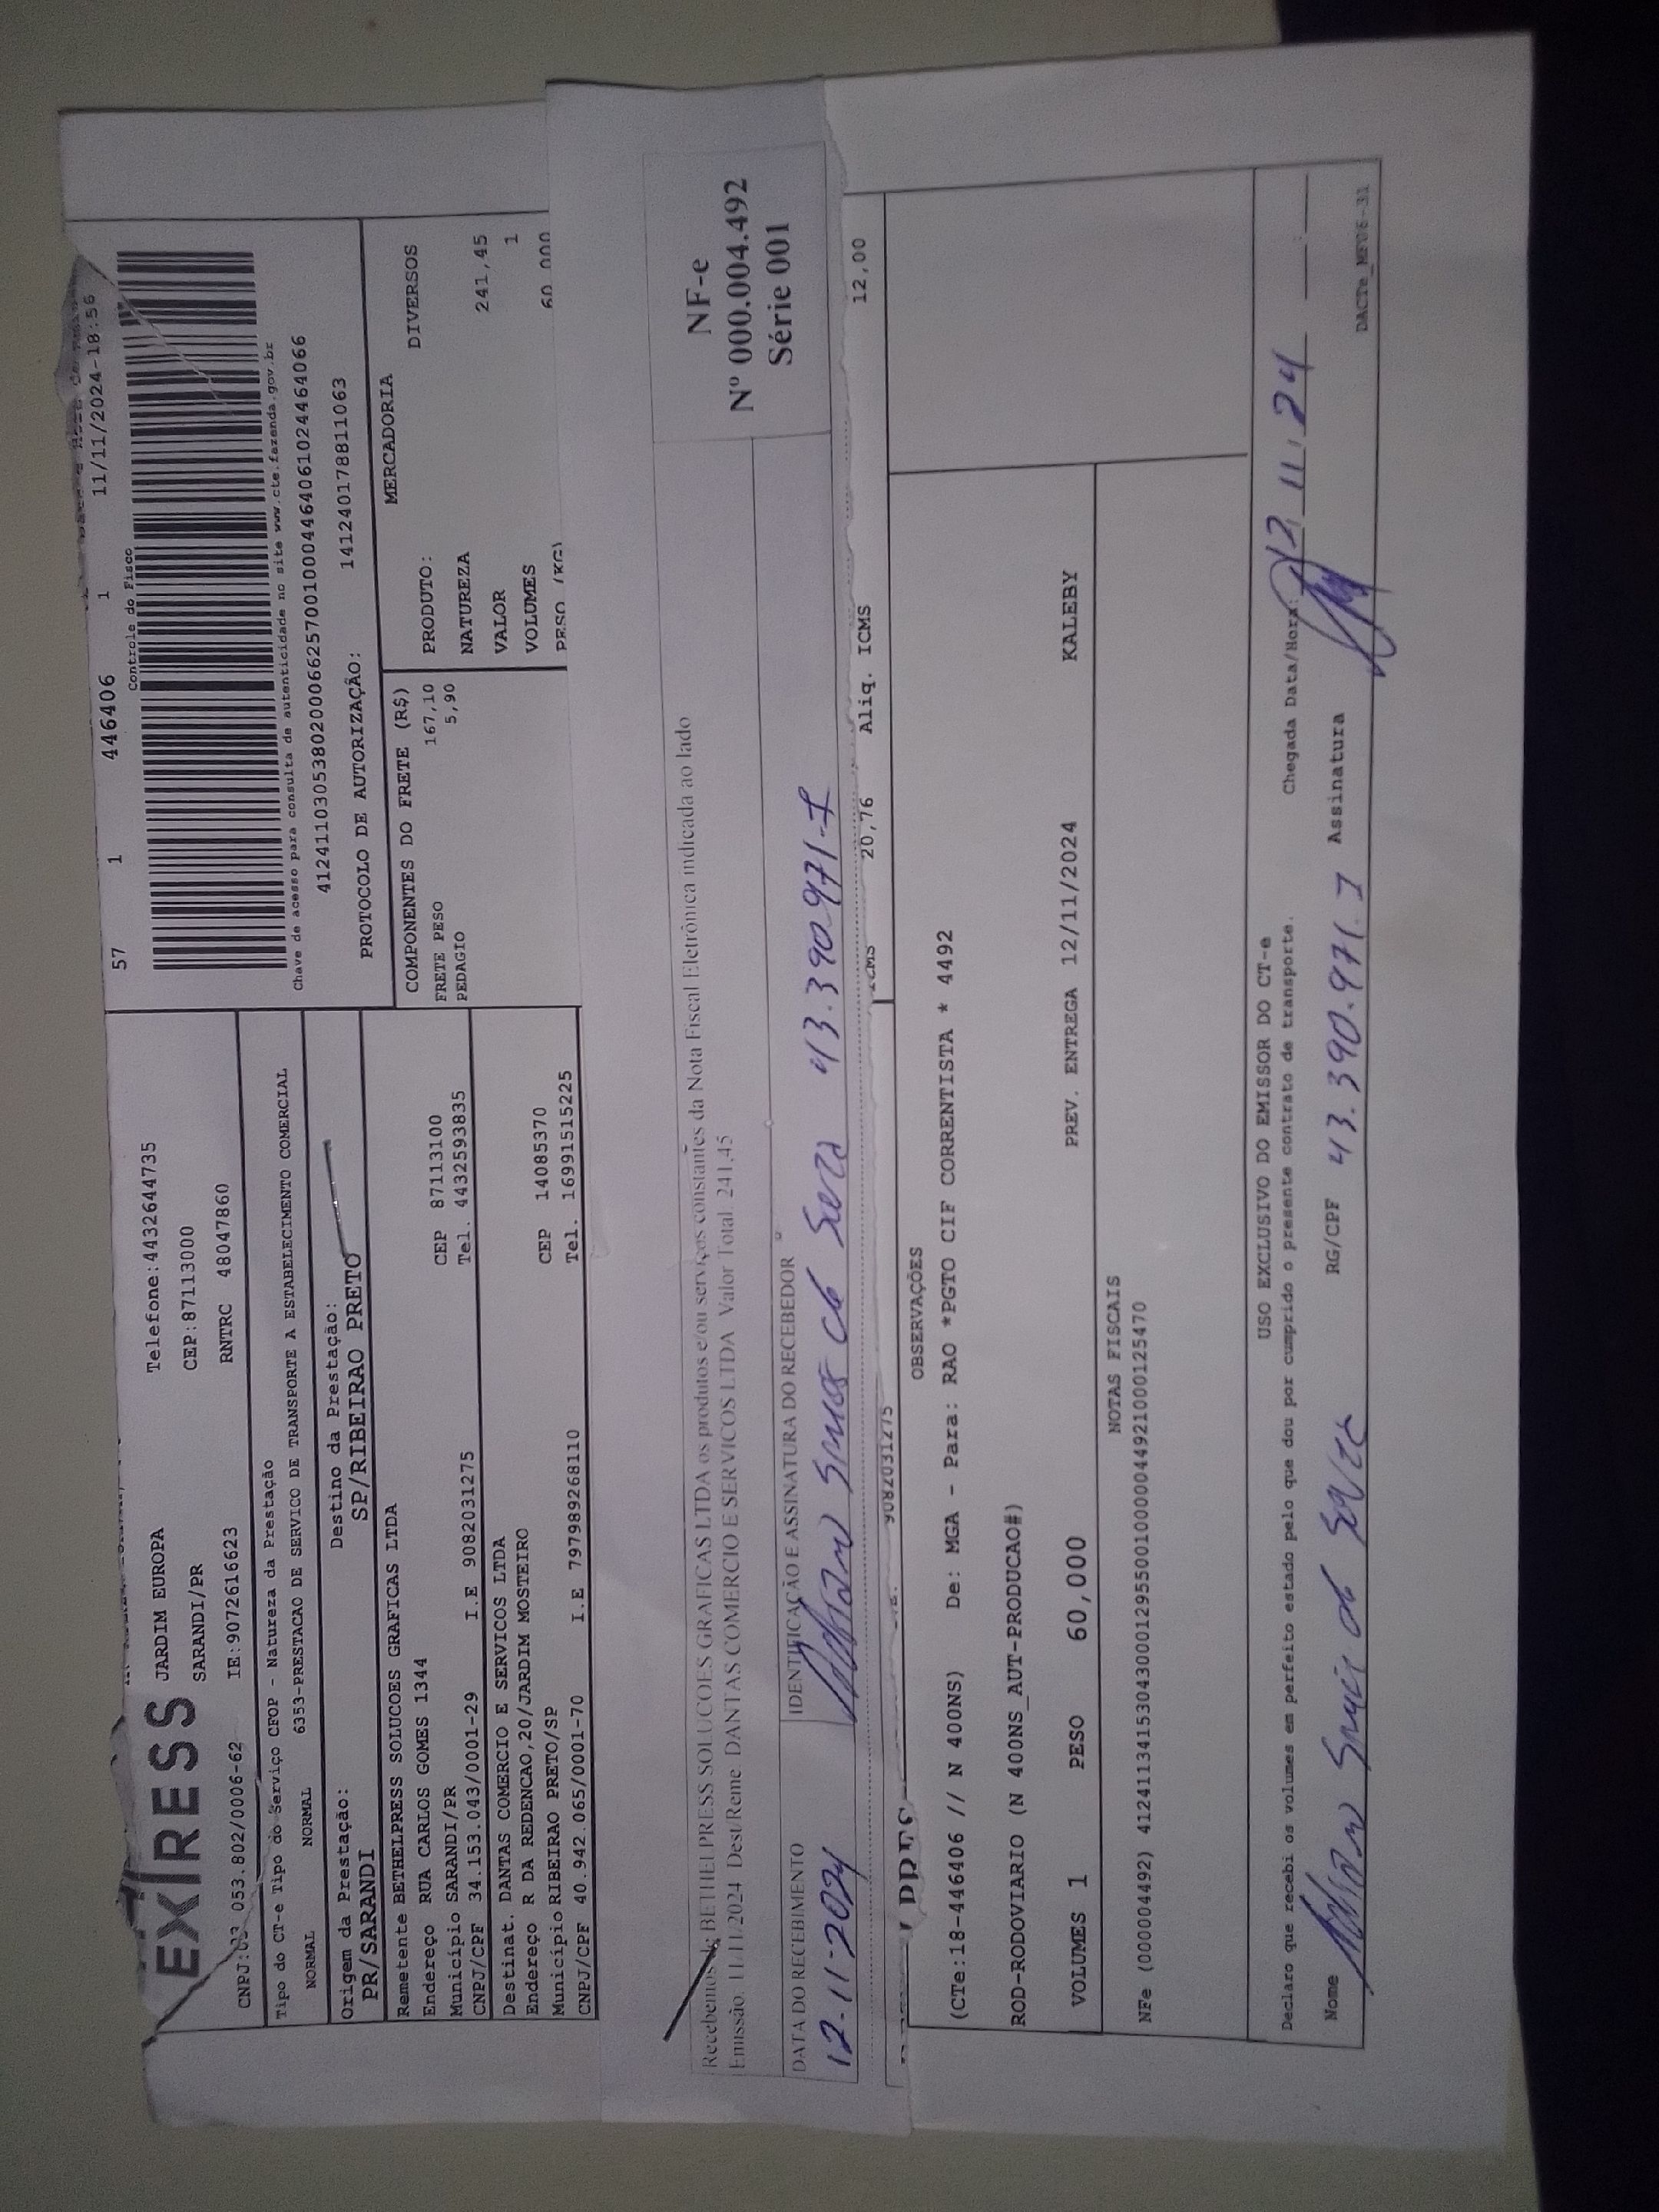 57 1 446406 1 11/11/2024-18:56
Controle do Fisco
EXPRESS
JARDIM EUROPA Telefone:4432644735
SARANDI/PR CEP:87113000
053.802/0006-62 IE:9072616623 RNTRC 48047860
Tipo do CT-e Tipo do Serviço CFOP - Natureza da Prestação
NORMAL NORMAL 6353-PRESTACAO DE SERVICO DE TRANSPORTE A ESTABELECIMENTO COMERCIAL
Chave de acesso para consulta de autenticidade no site www.cte.fazenda.gov.br
41241103053802000662570010004464061024464066
PROTOCOLO DE AUTORIZAÇÃO: 141240178811063
Origem da Prestação: Destino da Prestação:
PR/SARANDI SP/RIBEIRAO PRETO
Remetente BETHELPRESS SOLUCOES GRAFICAS LTDA
Endereço RUA CARLOS GOMES 1344 CEP 87113100
Município SARANDI/PR Tel. 4432593835
CNPJ/CPF 34.153.043/0001-29 I.E 9082031275
Destinat. DANTAS COMERCIO E SERVICOS LTDA
Endereço R DA REDENCAO,20/JARDIM MOSTEIRO CEP 14085370
Município RIBEIRAO PRETO/SP Tel. 16991515225
CNPJ/CPF 40.942.065/0001-70 I.E 797989268110
COMPONENTES DO FRETE (R$)
FRETE PESO 167,10
PEDAGIO 5,90
MERCADORIA
PRODUTO: DIVERSOS
NATUREZA
VALOR 241,45
VOLUMES 1
PESO (KG) 60,000
Recebemos de BETHELPRESS SOLUCOES GRAFICAS LTDA os produtos e/ou serviços constantes da Nota Fiscal Eletrônica indicada ao lado
Emissão. 11/11/2024 Dest/Reme. DANTAS COMERCIO E SERVICOS LTDA Valor Total. 241,45
NF-e
Nº 000.004.492
Série 001
DATA DO RECEBIMENTO IDENTIFICAÇÃO E ASSINATURA DO RECEBEDOR
12-11-2024 43.390971-7
9082031275 ICMS 20,76 Aliq. ICMS 12,00
OBSERVAÇÕES
(CTe:18-446406 // N 400NS) De: MGA - Para: RAO *PGTO CIF CORRENTISTA * 4492
ROD-RODOVIARIO (N 400NS_AUT-PRODUCAO#)
VOLUMES 1 PESO 60,000 PREV. ENTREGA 12/11/2024 KALEBY
NOTAS FISCAIS
NFe (000004492) 41241134153043000129550010000044921000125470
USO EXCLUSIVO DO EMISSOR DO CT-e
Declaro que recebi os volumes em perfeito estado pelo que dou por cumprido o presente contrato de transporte. Chegada Data/Hora: 12/11/24
Nome RG/CPF 43.390.971.7 Assinatura